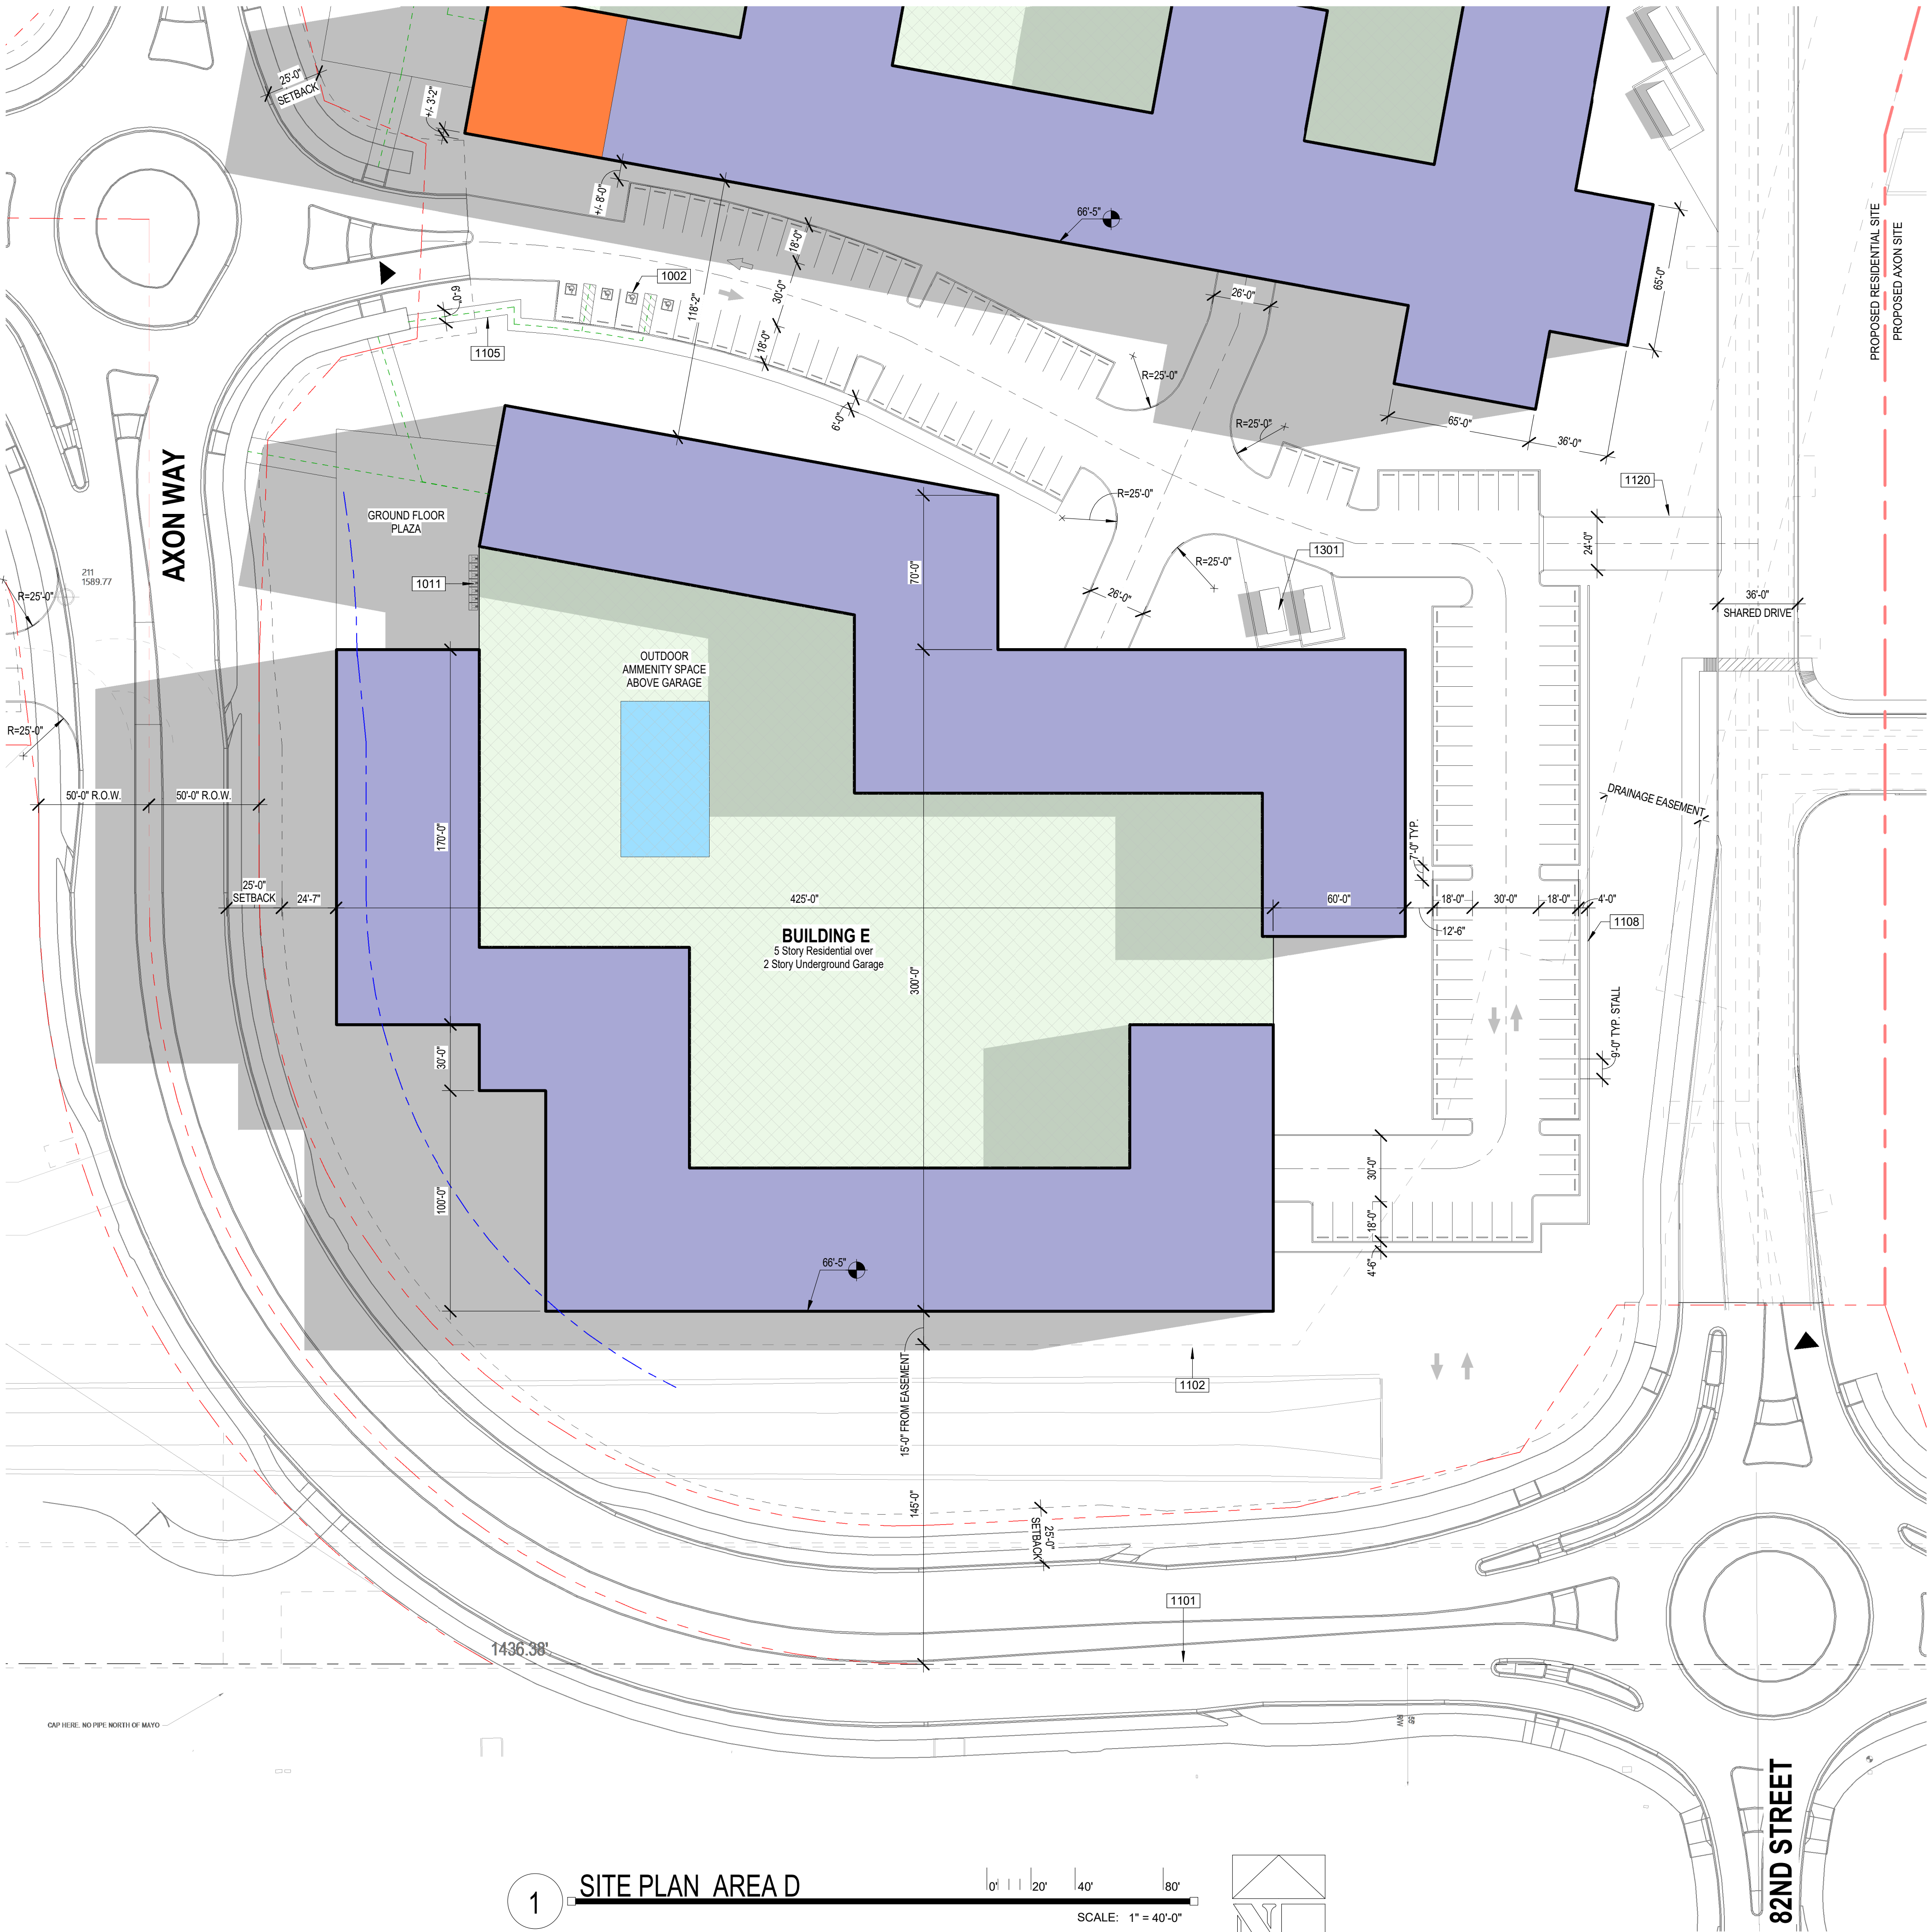 25'-0"
SETBACK
+/- 3'-2"
+/- 8'-0"
66'-5"
18'-0"
30'-0"
118'-2"
18'-0"
1002
6'-0"
1105
26'-0"
65'-0"
PROPOSED RESIDENTIAL SITE
PROPOSED AXON SITE
R=25'-0"
6'-0"
R=25'-0"
65'-0"
36'-0"
AXON WAY
GROUND FLOOR
PLAZA
R=25'-0"
1120
24'-0"
1301
R=25'-0"
26'-0"
70'-0"
1011
211
1589.77
R=25'-0"
36'-0"
SHARED DRIVE
OUTDOOR
AMMENITY SPACE
ABOVE GARAGE
R=25'-0"
50'-0" R.O.W.
50'-0" R.O.W.
DRAINAGE EASEMENT
170'-0"
7'-0" TYP.
25'-0"
SETBACK
24'-7"
425'-0"
60'-0"
18'-0"
30'-0"
18'-0"
4'-0"
12'-6"
1108
BUILDING E
5 Story Residential over
2 Story Underground Garage
300'-0"
9'-0" TYP. STALL
30'-0"
100'-0"
30'-0"
18'-0"
4'-6"
66'-5"
15'-0" FROM EASEMENT
1102
145'-0"
25'-0"
SETBACK
1101
1436.38'
CAP HERE. NO PIPE NORTH OF MAYO
55'
R/W
82ND STREET
1
SITE PLAN AREA D
0' 20' 40' 80'
SCALE: 1" = 40'-0"
N